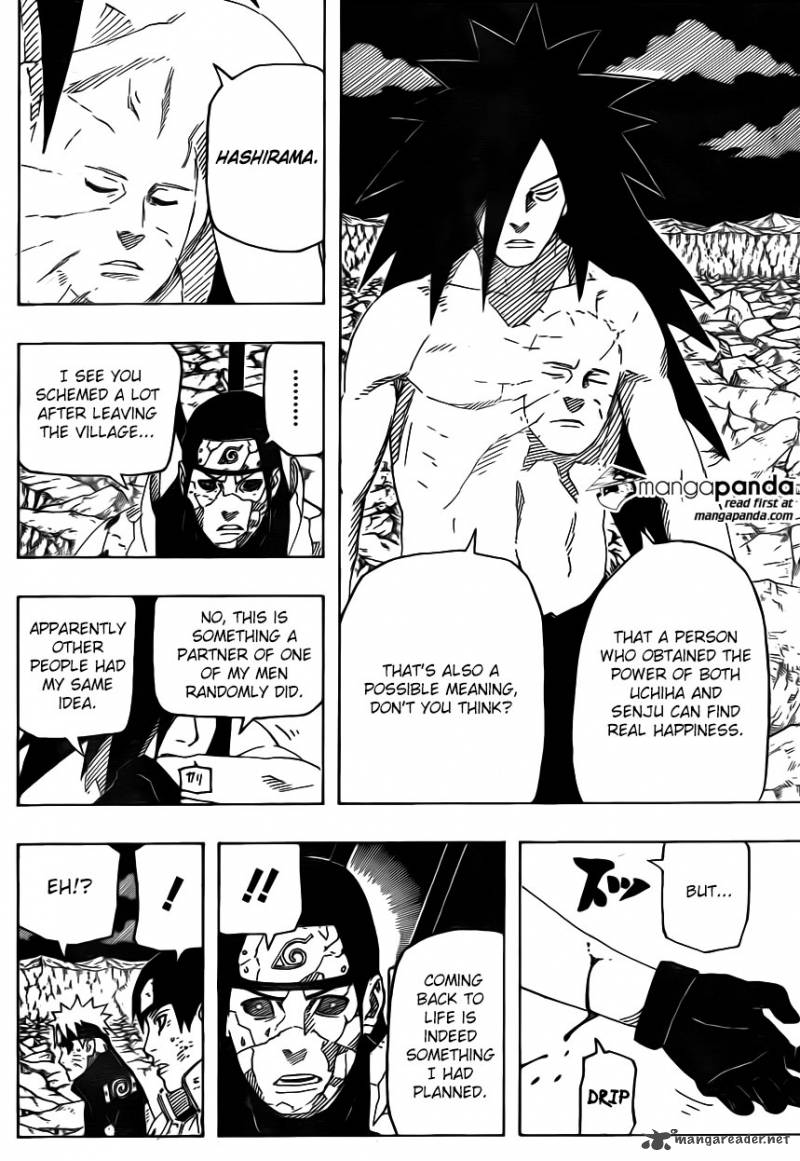 mangapanda.
read first at
mangapanda.com
THAT A PERSON
WHO OBTAINED THE
POWER OF BOTH
UCHIHA AND
SENJU CAN FIND
REAL HAPPINESS.
THAT'S ALSO A
POSSIBLE MEANING,
DON'T YOU THINK?
HASHIRAMA.
.........
I SEE YOU
SCHEMED A LOT
AFTER LEAVING
THE VILLAGE...
NO, THIS IS
SOMETHING A
PARTNER OF ONE
OF MY MEN
RANDOMLY DID.
APPARENTLY
OTHER
PEOPLE HAD
MY SAME
IDEA.
BUT...
ズッ
DRIP
!!
COMING
BACK TO
LIFE IS
INDEED
SOMETHING
I HAD
PLANNED.
!
EH!?
mangareader.net